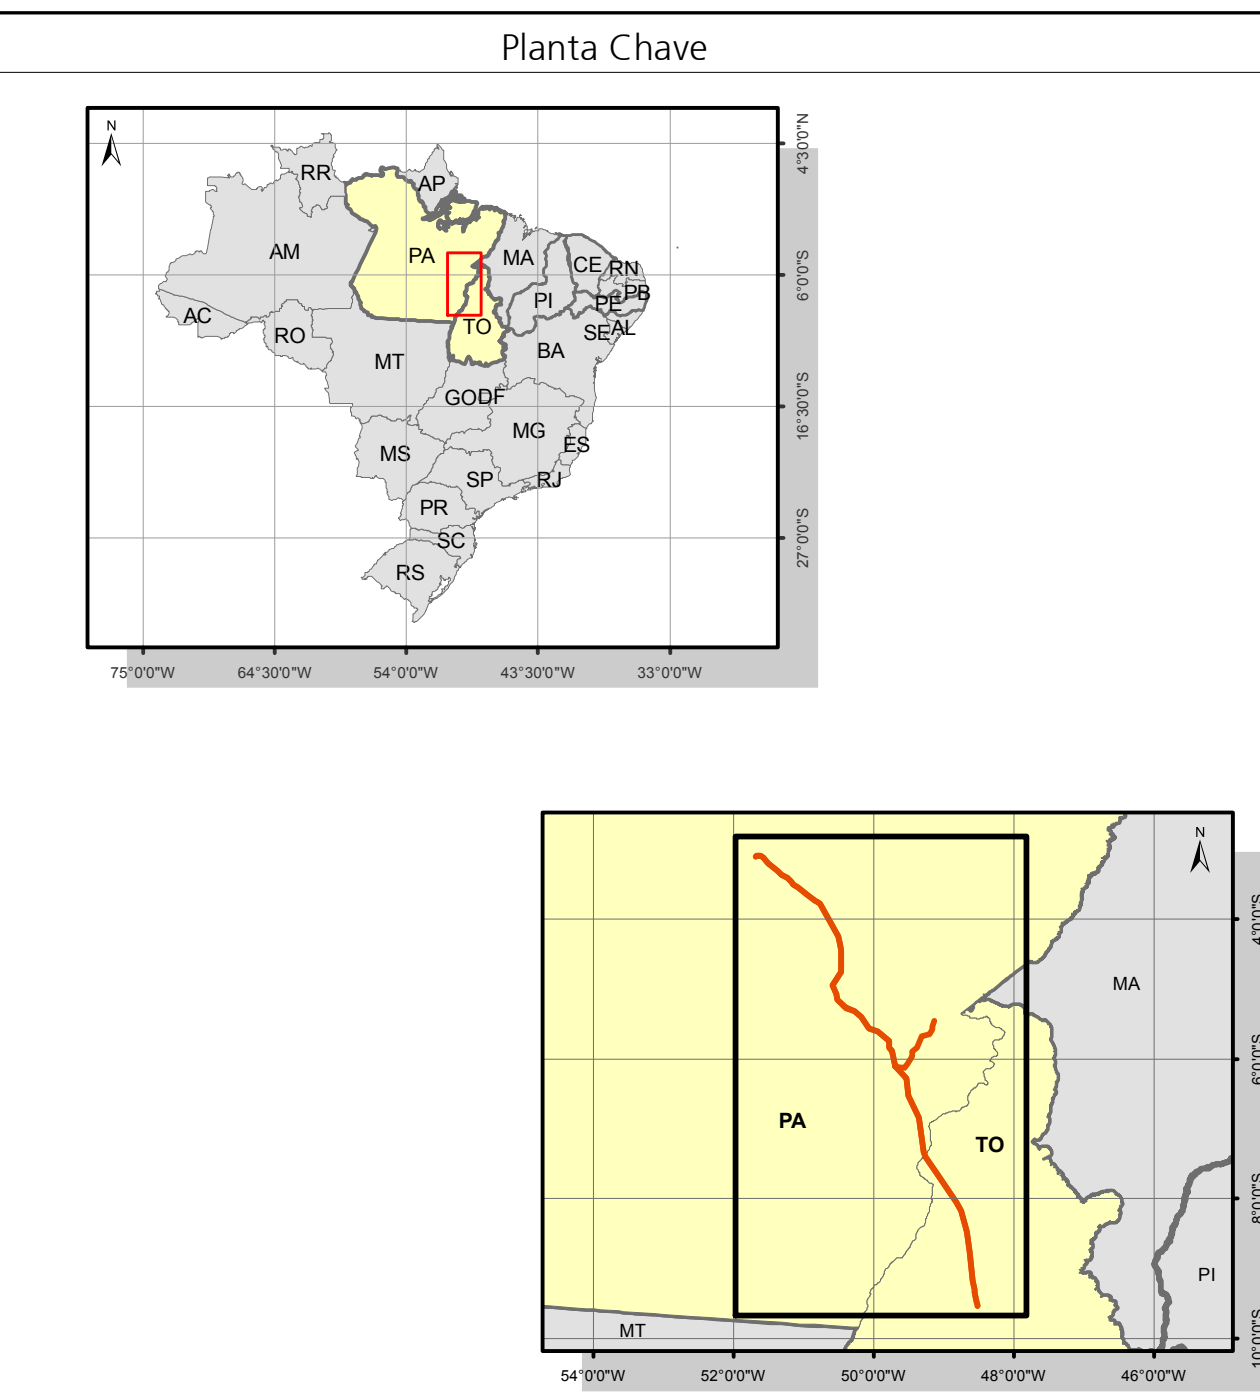 Planta Chave
N
RR
AP
AM
PA
MA
CE
RN
PI
PB
PE
AC
TO
SE
AL
RO
BA
MT
GO
DF
MG
ES
MS
SP
RJ
PR
SC
RS
4°30'0"N
6°0'0"S
16°30'0"S
27°0'0"S
75°0'0"W
64°30'0"W
54°0'0"W
43°30'0"W
33°0'0"W
N
MA
PA
TO
PI
MT
4°0'0"S
6°0'0"S
8°0'0"S
10°0'0"S
54°0'0"W
52°0'0"W
50°0'0"W
48°0'0"W
46°0'0"W